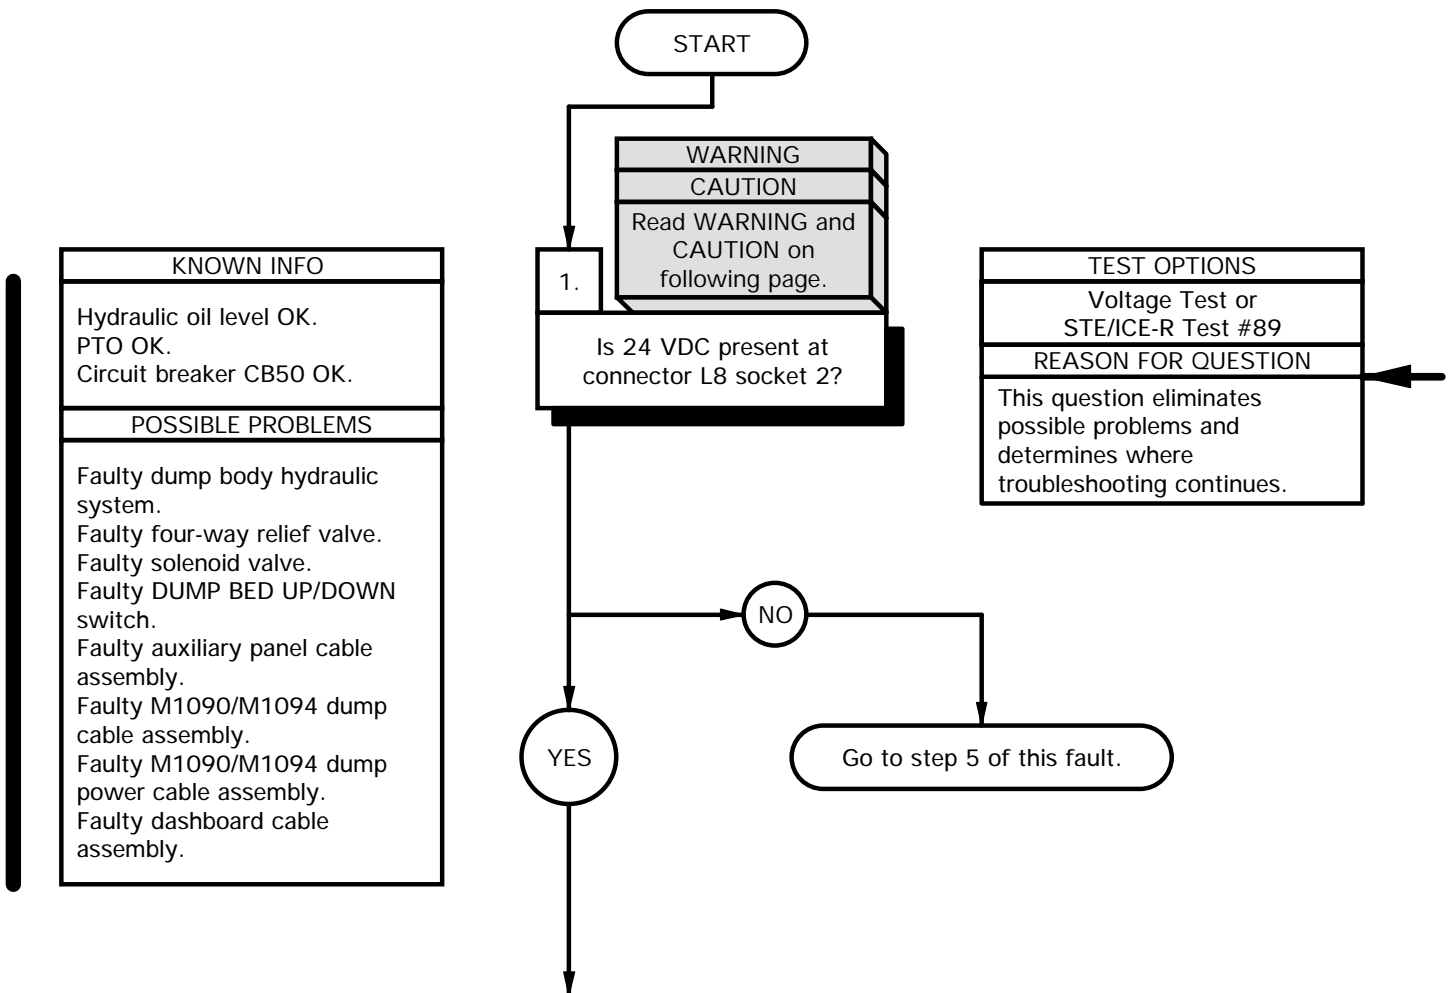 START
WARNING
CAUTION
Read WARNING and
CAUTION on
following page.
1.
Is 24 VDC present at
connector L8 socket 2?
KNOWN INFO
Hydraulic oil level OK.
PTO OK.
Circuit breaker CB50 OK.
POSSIBLE PROBLEMS
Faulty dump body hydraulic
system.
Faulty four-way relief valve.
Faulty solenoid valve.
Faulty DUMP BED UP/DOWN
switch.
Faulty auxiliary panel cable
assembly.
Faulty M1090/M1094 dump
cable assembly.
Faulty M1090/M1094 dump
power cable assembly.
Faulty dashboard cable
assembly.
TEST OPTIONS
Voltage Test or
STE/ICE-R Test #89
REASON FOR QUESTION
This question eliminates
possible problems and
determines where
troubleshooting continues.
NO
YES
Go to step 5 of this fault.